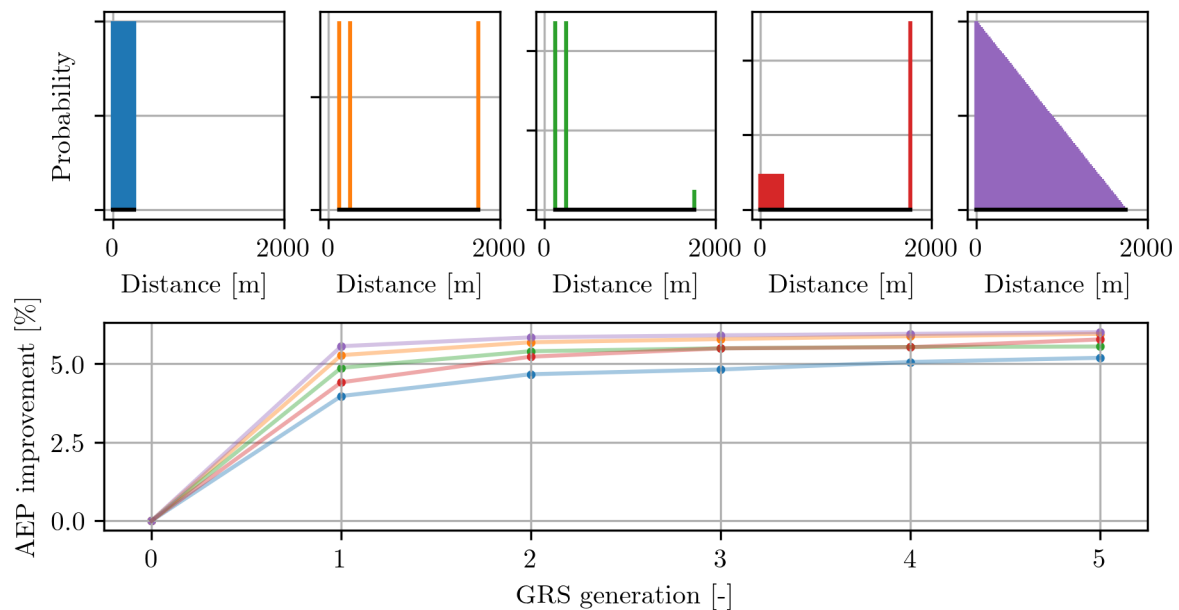 Probability
0 2000
0 2000
0 2000
0 2000
0 2000
Distance [m]
Distance [m]
Distance [m]
Distance [m]
Distance [m]
AEP improvement [%]
5.0
2.5
0.0
0 1 2 3 4 5
GRS generation [-]